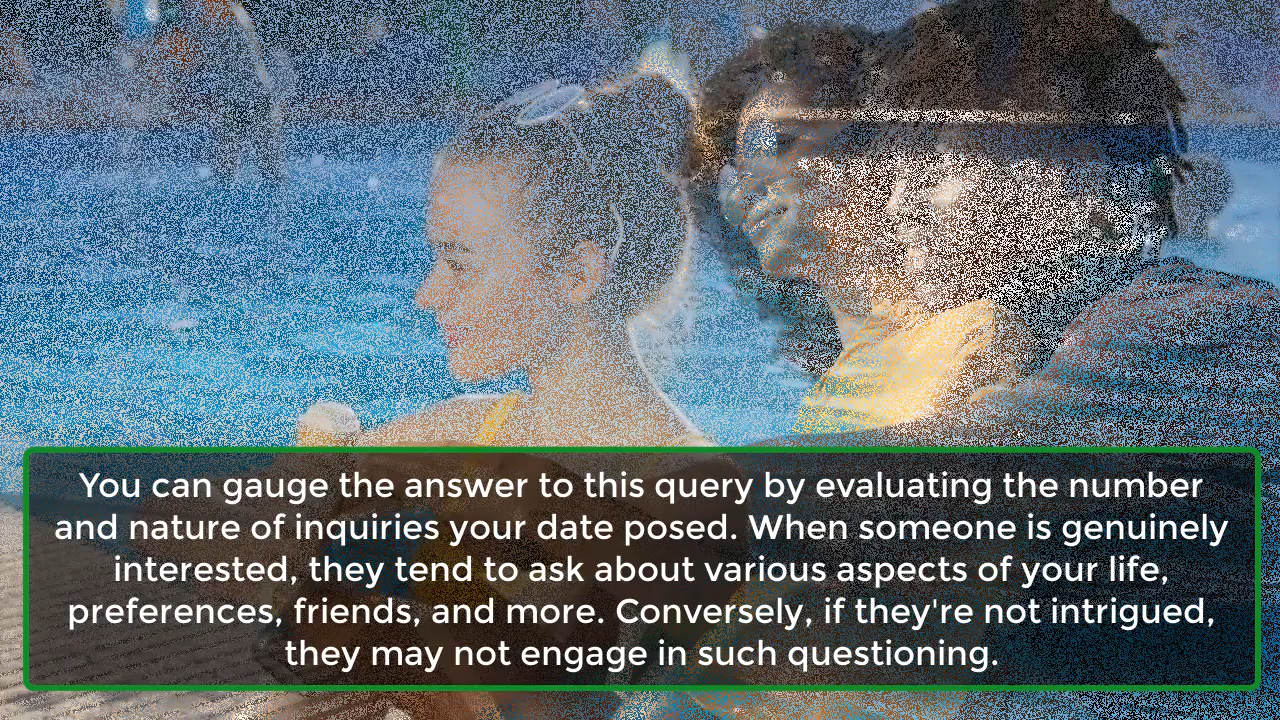 You can gauge the answer to this query by evaluating the number
and nature of inquiries your date posed. When someone is genuinely
interested, they tend to ask about various aspects of your life,
preferences, friends, and more. Conversely, if they're not intrigued,
they may not engage in such questioning.